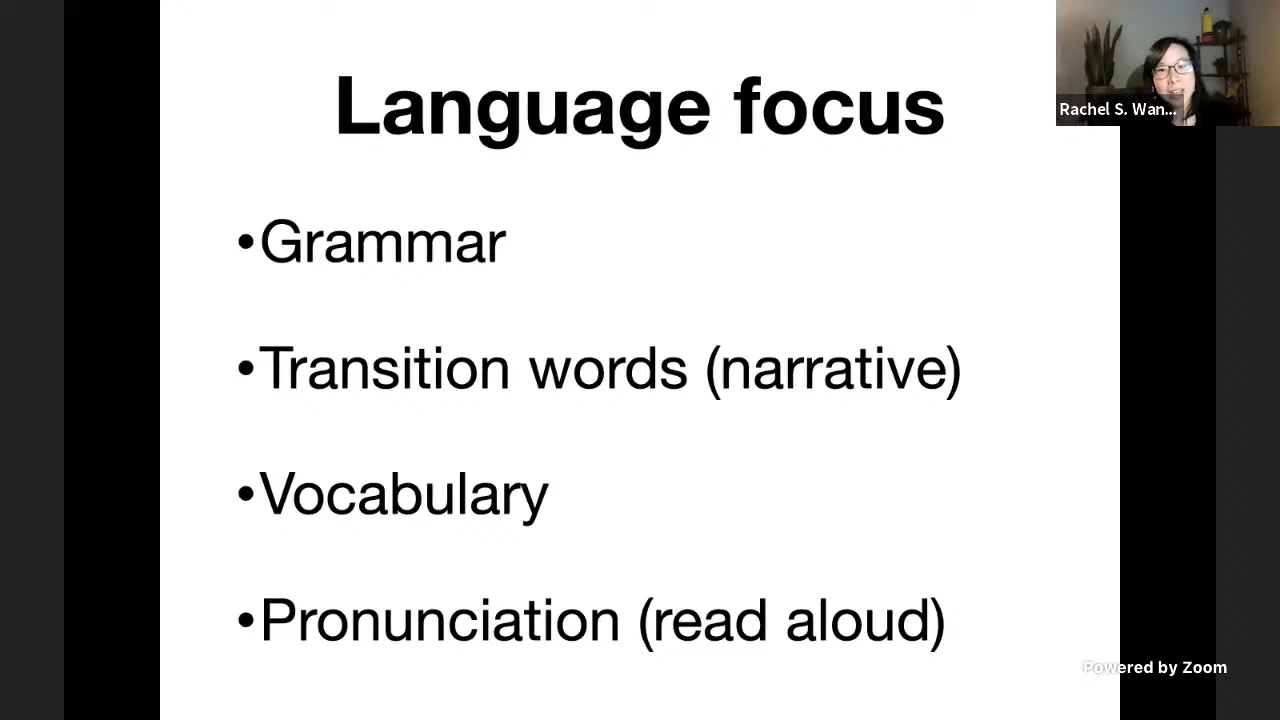 Language focus
Rachel S. Wan...
•Grammar
•Transition words (narrative)
•Vocabulary
•Pronunciation (read aloud)
Powered by Zoom